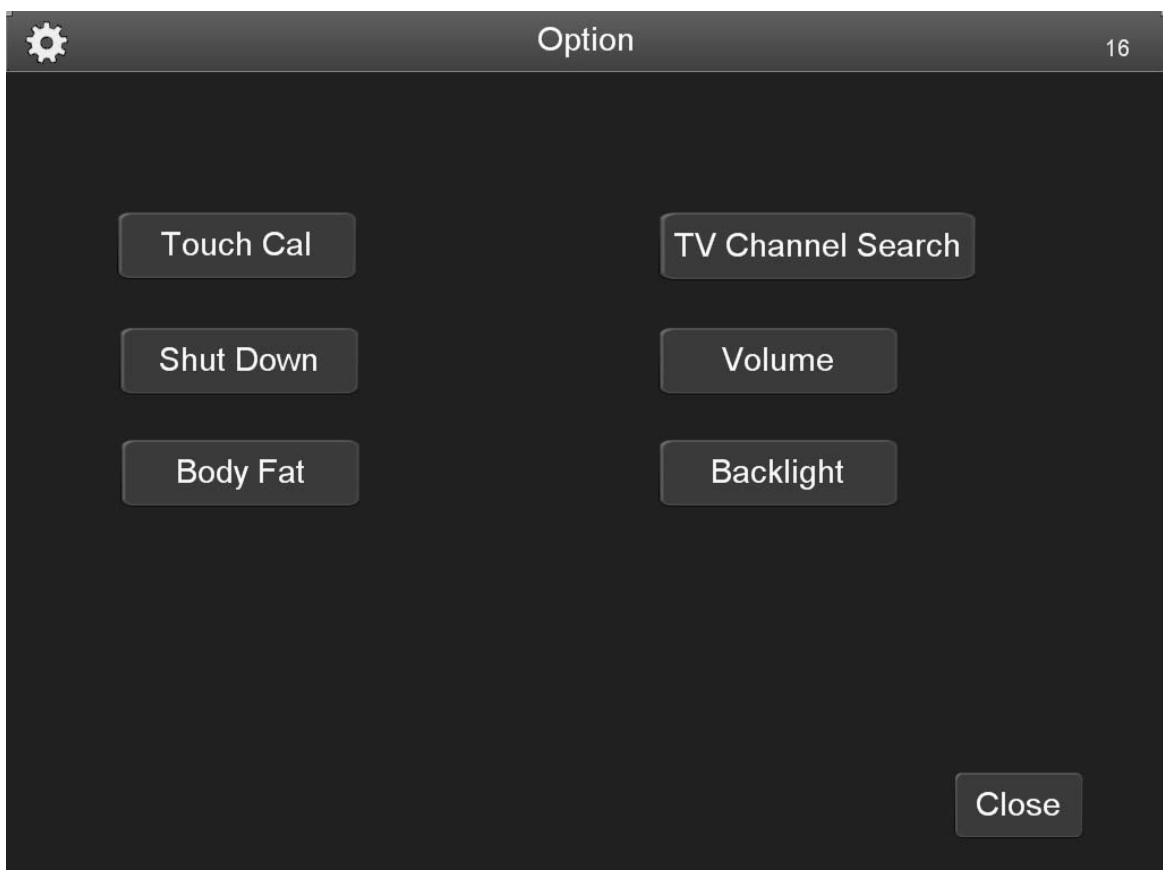 Option
16
Touch Cal
TV Channel Search
Shut Down
Volume
Body Fat
Backlight
Close